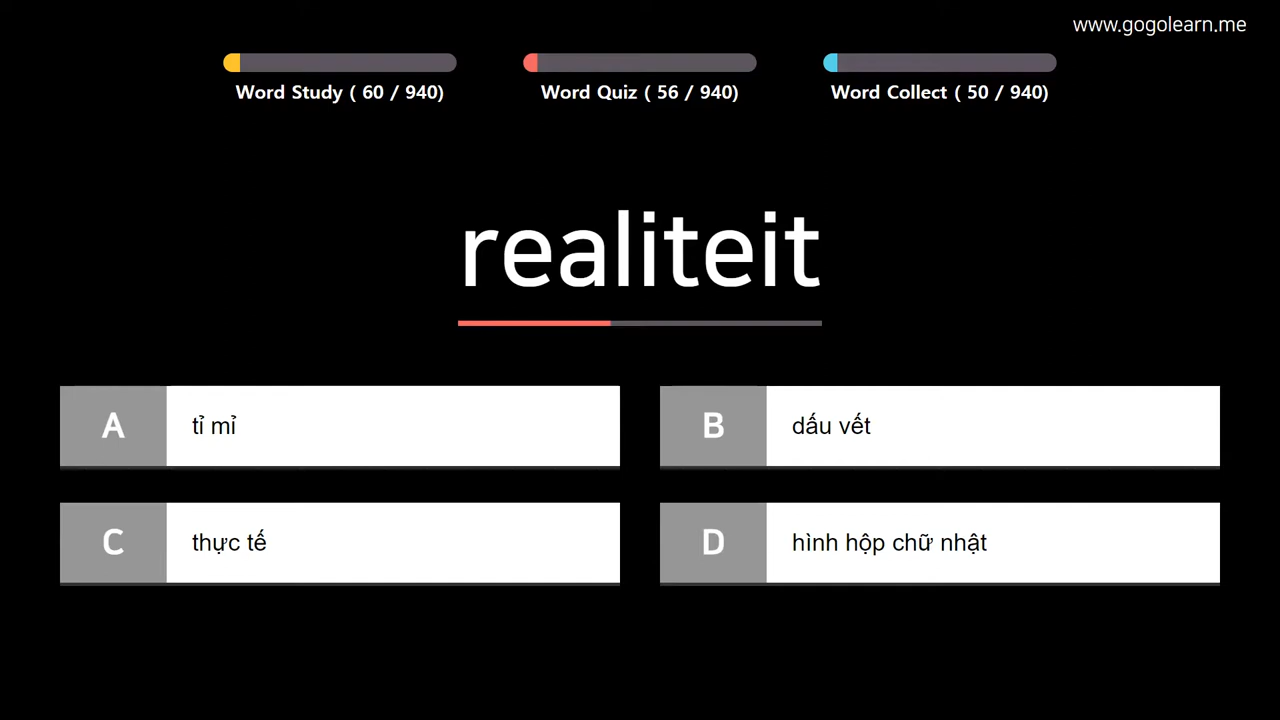 www.gogolearn.me
Word Study ( 60 / 940)
Word Quiz ( 56 / 940)
Word Collect ( 50 / 940)
realiteit
A
tỉ mỉ
B
dấu vết
C
thực tế
D
hình hộp chữ nhật